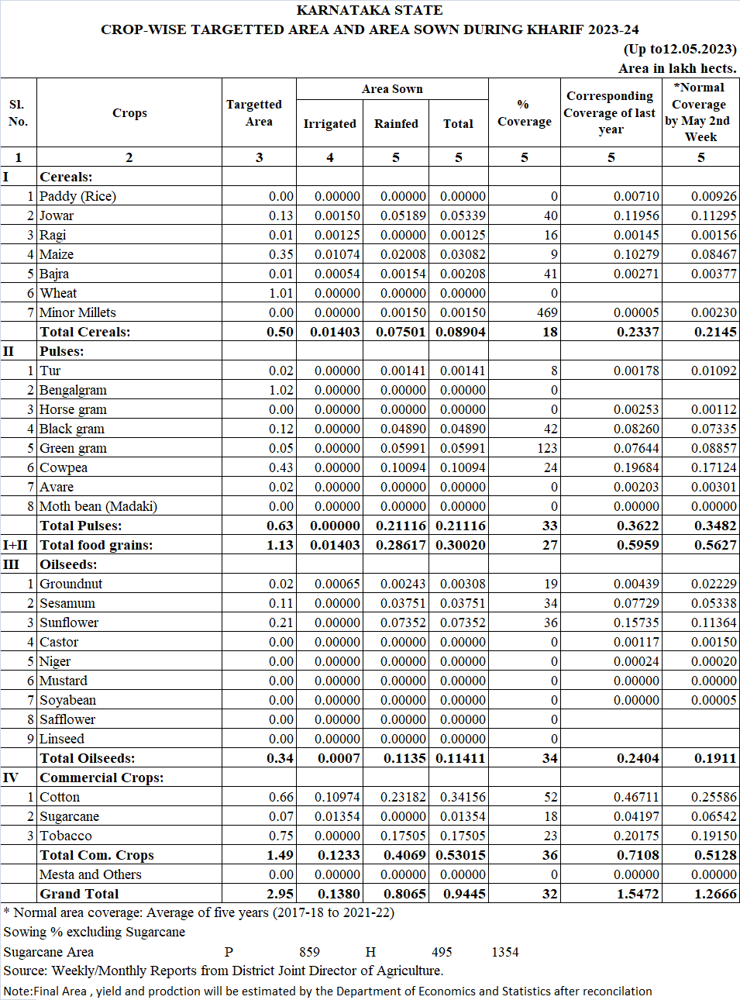 KARNATAKA STATE
CROP-WISE TARGETTED AREA AND AREA SOWN DURING KHARIF 2023-24
(Up to12.05.2023)
Area in lakh hects.
Sl. No. Crops Targetted Area Area Sown Irrigated Rainfed Total % Coverage Corresponding Coverage of last year *Normal Coverage by May 2nd Week
1 2 3 4 5 5 5 5 5
I Cereals:
1 Paddy (Rice) 0.00 0.00000 0.00000 0.00000 0 0.00710 0.00926
2 Jowar 0.13 0.00150 0.05189 0.05339 40 0.11956 0.11295
3 Ragi 0.01 0.00125 0.00000 0.00125 16 0.00145 0.00156
4 Maize 0.35 0.01074 0.02008 0.03082 9 0.10279 0.08467
5 Bajra 0.01 0.00054 0.00154 0.00208 41 0.00271 0.00377
6 Wheat 1.01 0.00000 0.00000 0.00000 0
7 Minor Millets 0.00 0.00000 0.00150 0.00150 469 0.00005 0.00230
Total Cereals: 0.50 0.01403 0.07501 0.08904 18 0.2337 0.2145
II Pulses:
1 Tur 0.02 0.00000 0.00141 0.00141 8 0.00178 0.01092
2 Bengalgram 1.02 0.00000 0.00000 0.00000 0
3 Horse gram 0.00 0.00000 0.00000 0.00000 0 0.00253 0.00112
4 Black gram 0.12 0.00000 0.04890 0.04890 42 0.08260 0.07335
5 Green gram 0.05 0.00000 0.05991 0.05991 123 0.07644 0.08857
6 Cowpea 0.43 0.00000 0.10094 0.10094 24 0.19684 0.17124
7 Avare 0.02 0.00000 0.00000 0.00000 0 0.00203 0.00301
8 Moth bean (Madaki) 0.00 0.00000 0.00000 0.00000 0 0.00000 0.00000
Total Pulses: 0.63 0.00000 0.21116 0.21116 33 0.3622 0.3482
I+II Total food grains: 1.13 0.01403 0.28617 0.30020 27 0.5959 0.5627
III Oilseeds:
1 Groundnut 0.02 0.00065 0.00243 0.00308 19 0.00439 0.02229
2 Sesamum 0.11 0.00000 0.03751 0.03751 34 0.07729 0.05338
3 Sunflower 0.21 0.00000 0.07352 0.07352 36 0.15735 0.11364
4 Castor 0.00 0.00000 0.00000 0.00000 0 0.00117 0.00150
5 Niger 0.00 0.00000 0.00000 0.00000 0 0.00024 0.00020
6 Mustard 0.00 0.00000 0.00000 0.00000 0 0.00000 0.00000
7 Soyabean 0.00 0.00000 0.00000 0.00000 0 0.00000 0.00005
8 Safflower 0.00 0.00000 0.00000 0.00000 0
9 Linseed 0.00 0.00000 0.00000 0.00000 0
Total Oilseeds: 0.34 0.0007 0.1135 0.11411 34 0.2404 0.1911
IV Commercial Crops:
1 Cotton 0.66 0.10974 0.23182 0.34156 52 0.46711 0.25586
2 Sugarcane 0.07 0.01354 0.00000 0.01354 18 0.04197 0.06542
3 Tobacco 0.75 0.00000 0.17505 0.17505 23 0.20175 0.19150
Total Com. Crops 1.49 0.1233 0.4069 0.53015 36 0.7108 0.5128
Mesta and Others 0.00 0.00000 0.00000 0.00000 0 0.00000 0.00000
Grand Total 2.95 0.1380 0.8065 0.9445 32 1.5472 1.2666
* Normal area coverage: Average of five years (2017-18 to 2021-22)
Sowing % excluding Sugarcane
Sugarcane Area P 859 H 495 1354
Source: Weekly/Monthly Reports from District Joint Director of Agriculture.
Note:Final Area , yield and prodction will be estimated by the Department of Economics and Statistics after reconcilation